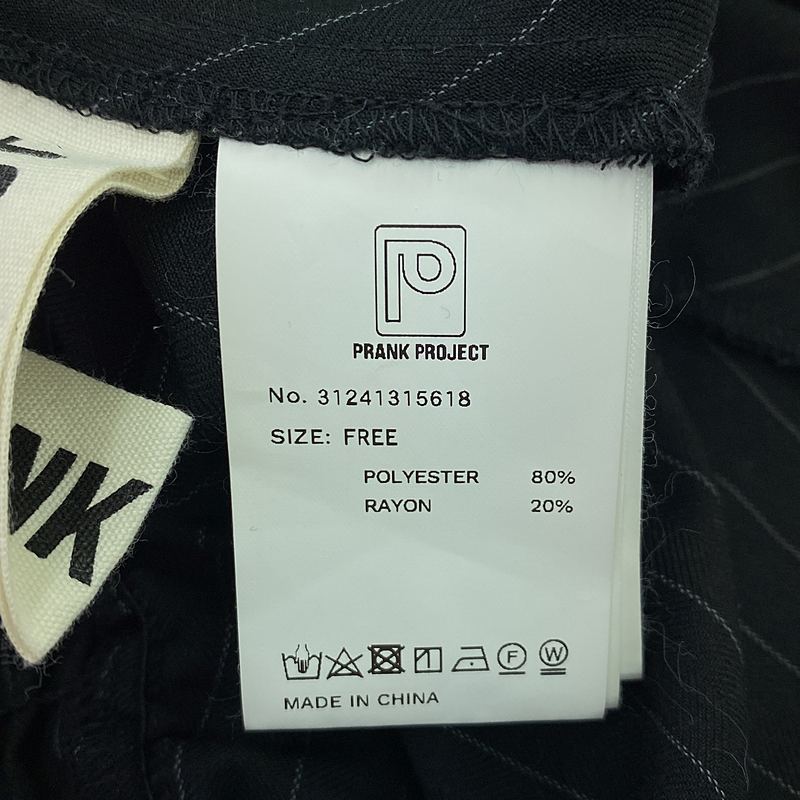 PRANK PROJECT
No. 31241315618
SIZE: FREE
POLYESTER 80%
RAYON 20%
F W
MADE IN CHINA
NK